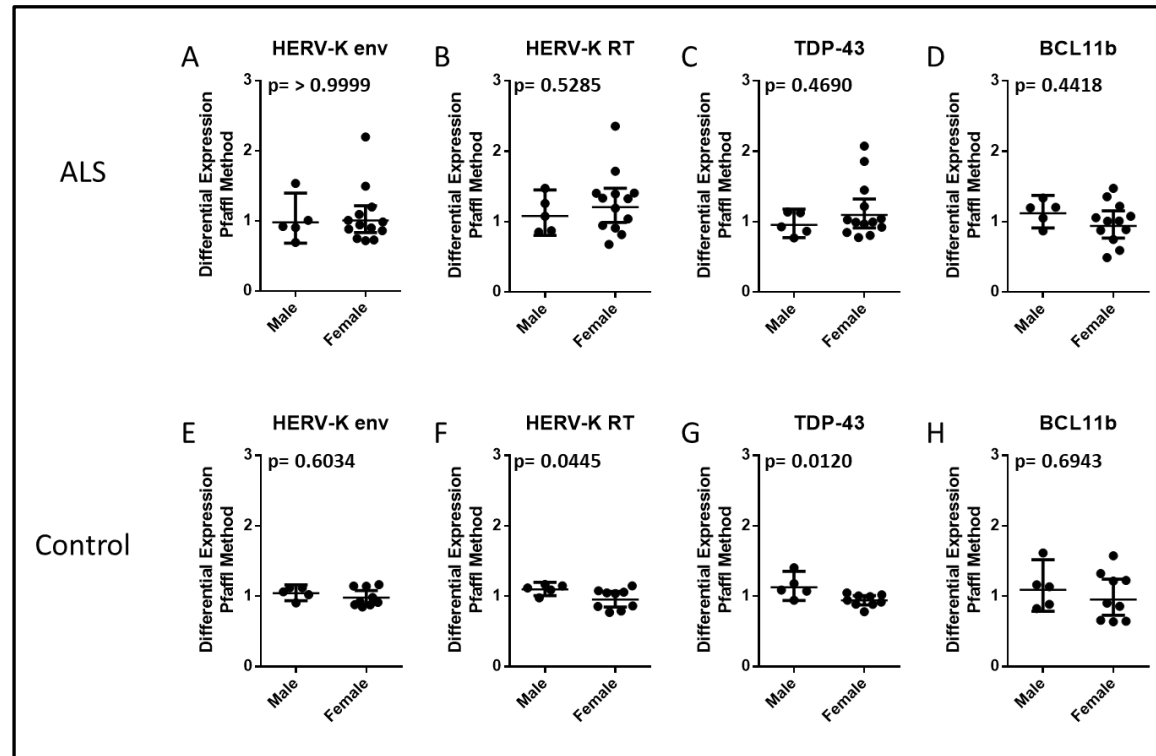 ALS
A
HERV-K env
p= > 0.9999
Differential Expression
Pfaffl Method
3
2
1
0
Male
Female
B
HERV-K RT
p= 0.5285
Differential Expression
Pfaffl Method
3
2
1
0
Male
Female
C
TDP-43
p= 0.4690
Differential Expression
Pfaffl Method
3
2
1
0
Male
Female
D
BCL11b
p= 0.4418
Differential Expression
Pfaffl Method
3
2
1
0
Male
Female
Control
E
HERV-K env
p= 0.6034
Differential Expression
Pfaffl Method
3
2
1
0
Male
Female
F
HERV-K RT
p= 0.0445
Differential Expression
Pfaffl Method
3
2
1
0
Male
Female
G
TDP-43
p= 0.0120
Differential Expression
Pfaffl Method
3
2
1
0
Male
Female
H
BCL11b
p= 0.6943
Differential Expression
Pfaffl Method
3
2
1
0
Male
Female